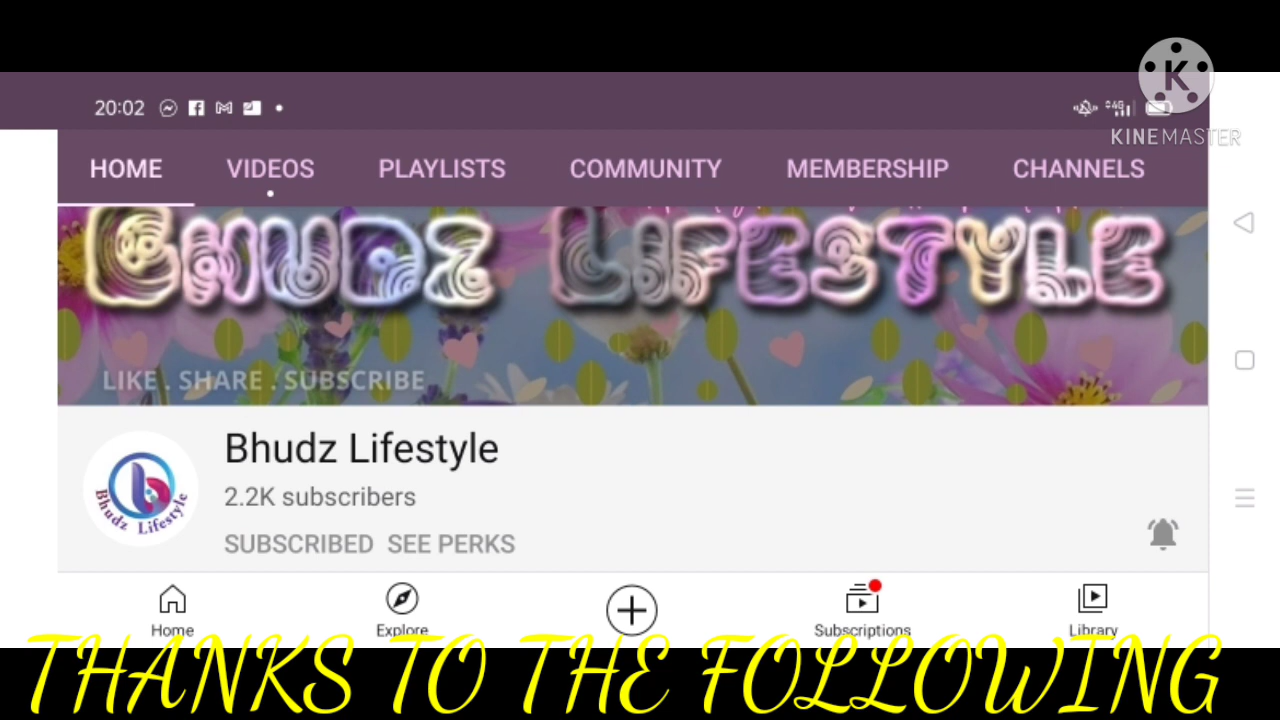 20:02
4G
K
KINEMASTER
HOME VIDEOS PLAYLISTS COMMUNITY MEMBERSHIP CHANNELS
BHUDZ LIFESTYLE
LIKE . SHARE . SUBSCRIBE
Bhudz Lifestyle
Bhudz Lifestyle
2.2K subscribers
SUBSCRIBED SEE PERKS
Home Explore Subscriptions Library
THANKS TO THE FOLLOWING